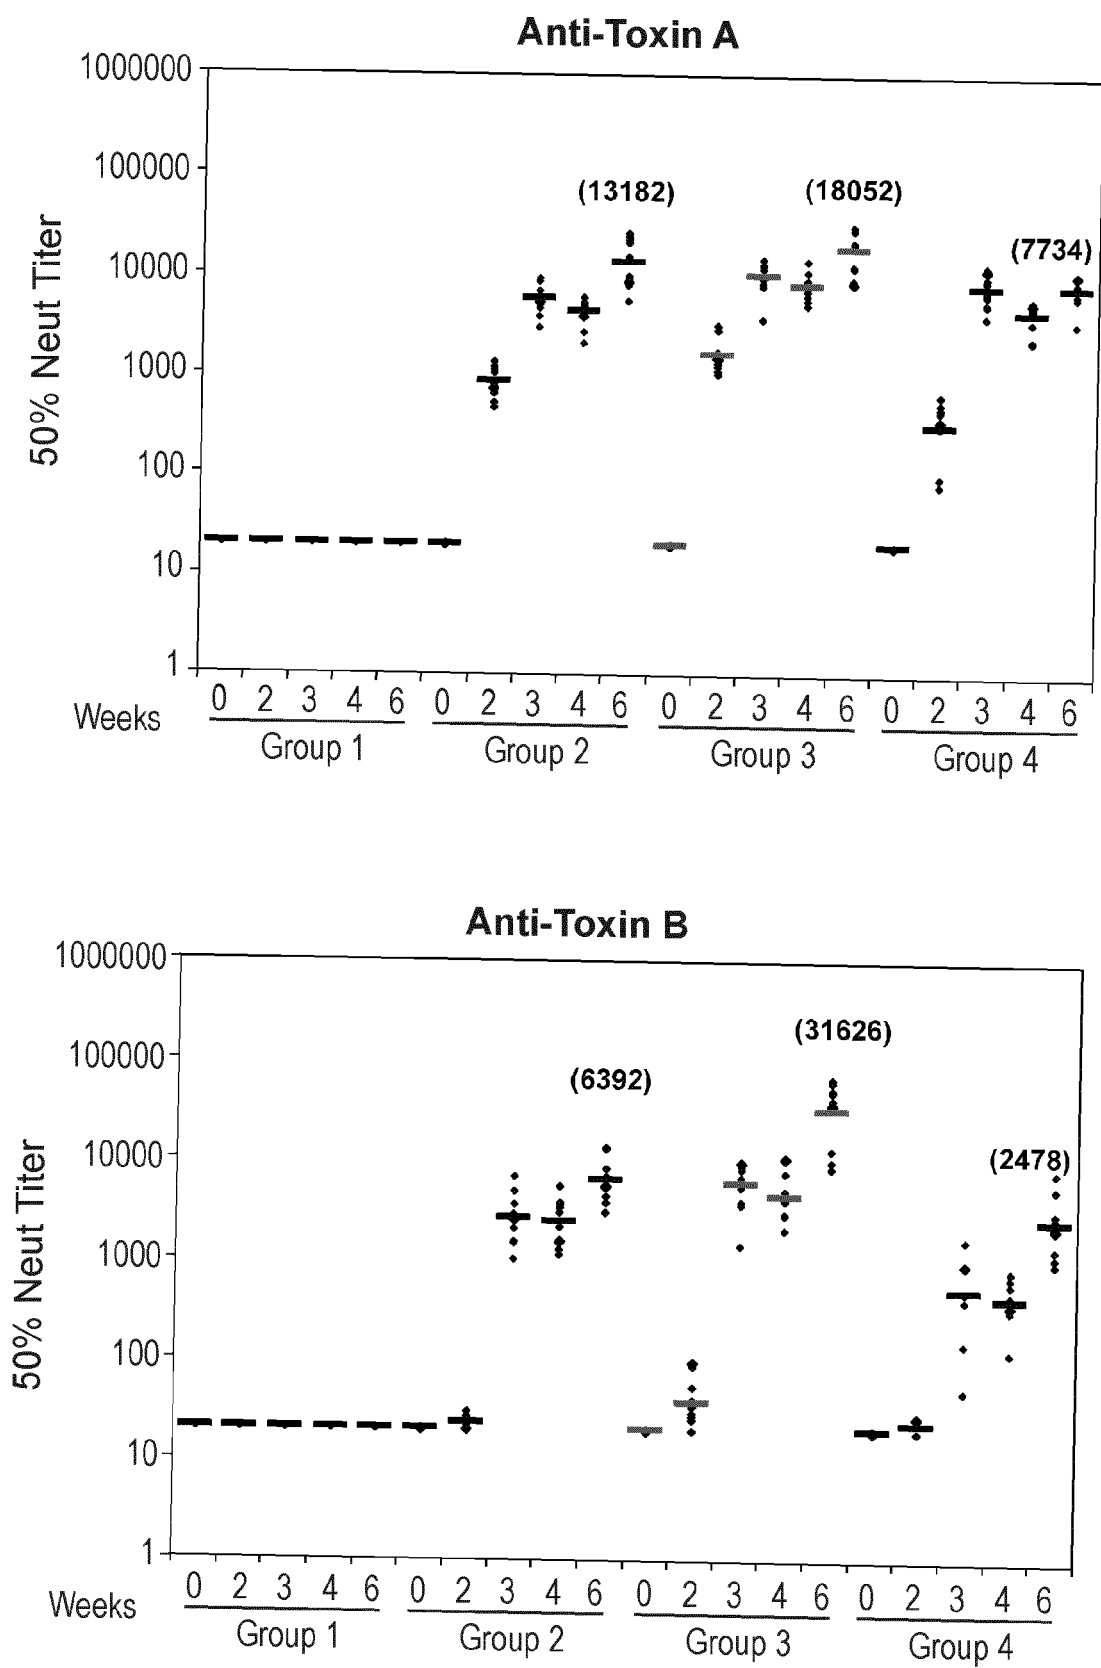 Anti-Toxin A
50% Neut Titer
1000000
100000
10000
1000
100
10
1
(13182)
(18052)
(7734)
Weeks
0 2 3 4 6 0 2 3 4 6 0 2 3 4 6 0 2 3 4 6
Group 1 Group 2 Group 3 Group 4
Anti-Toxin B
50% Neut Titer
1000000
100000
10000
1000
100
10
1
(6392)
(31626)
(2478)
Weeks
0 2 3 4 6 0 2 3 4 6 0 2 3 4 6 0 2 3 4 6
Group 1 Group 2 Group 3 Group 4